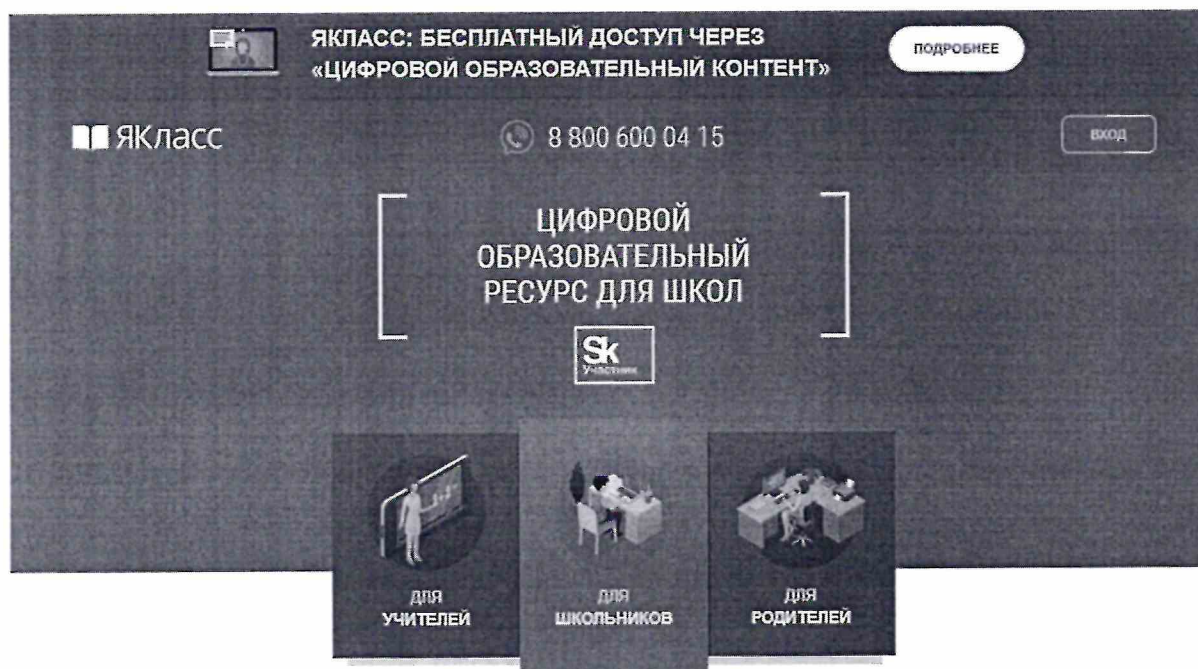 ЯКЛАСС: БЕСПЛАТНЫЙ ДОСТУП ЧЕРЕЗ
«ЦИФРОВОЙ ОБРАЗОВАТЕЛЬНЫЙ КОНТЕНТ»
ПОДРОБНЕЕ
ЯКласс
8 800 600 04 15
ВХОД
ЦИФРОВОЙ
ОБРАЗОВАТЕЛЬНЫЙ
РЕСУРС ДЛЯ ШКОЛ
Sk
Участник
ДЛЯ
УЧИТЕЛЕЙ
ДЛЯ
ШКОЛЬНИКОВ
ДЛЯ
РОДИТЕЛЕЙ